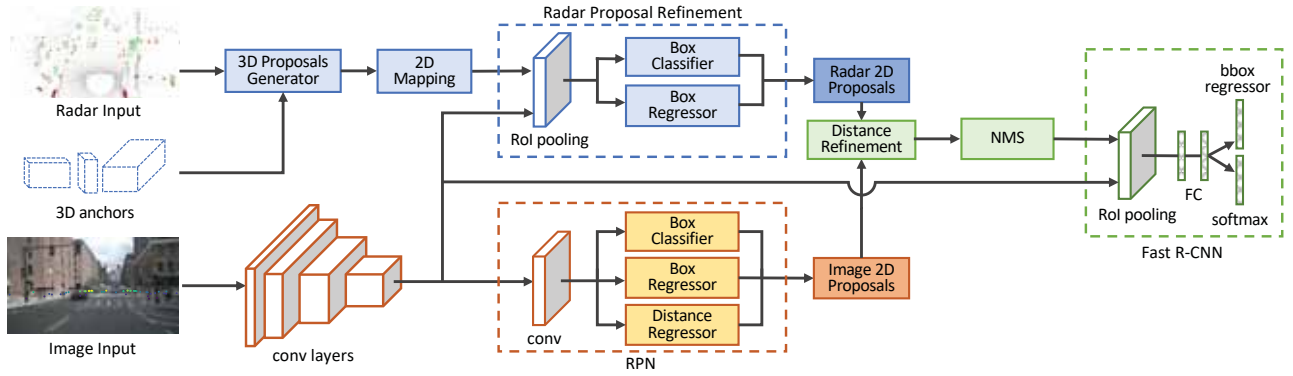 Radar Proposal Refinement
Radar Input
3D Proposals
Generator
2D
Mapping
RoI pooling
Box
Classifier
Box
Regressor
Radar 2D
Proposals
Distance
Refinement
NMS
bbox
regressor
RoI pooling
FC
softmax
Fast R-CNN
3D anchors
Image Input
conv layers
conv
Box
Classifier
Box
Regressor
Distance
Regressor
RPN
Image 2D
Proposals